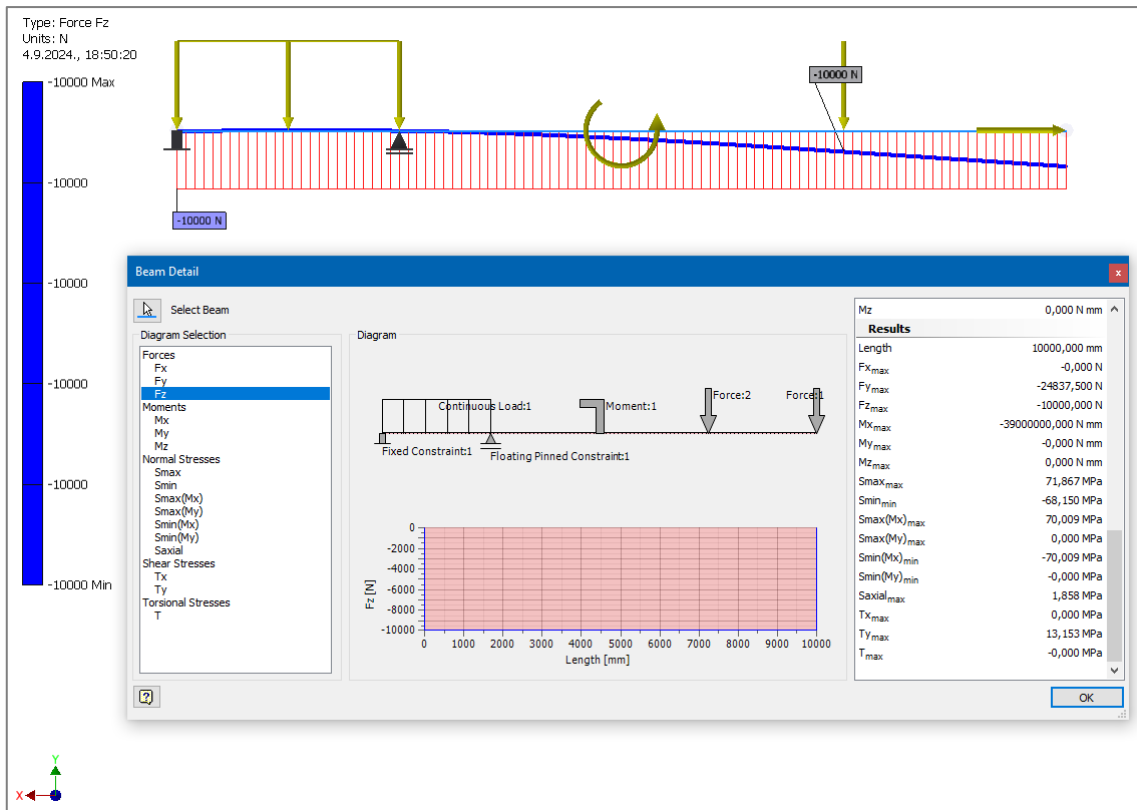 Type: Force Fz
Units: N
4.9.2024., 18:50:20
-10000 Max
-10000
-10000
-10000
-10000
-10000 Min
-10000 N
-10000 N
Beam Detail
x
Select Beam
Diagram Selection
Forces
Fx
Fy
Fz
Moments
Mx
My
Mz
Normal Stresses
Smax
Smin
Smax(Mx)
Smax(My)
Smin(Mx)
Smin(My)
Saxial
Shear Stresses
Tx
Ty
Torsional Stresses
T
Diagram
Continuous Load:1
Moment:1
Force:2
Force:1
Fixed Constraint:1
Floating Pinned Constraint:1
Fz [N]
0
-2000
-4000
-6000
-8000
-10000
0 1000 2000 3000 4000 5000 6000 7000 8000 9000 10000
Length [mm]
Mz 0,000 N mm
Results
Length 10000,000 mm
Fxmax -0,000 N
Fymax -24837,500 N
Fzmax -10000,000 N
Mxmax -39000000,000 N mm
Mymax -0,000 N mm
Mzmax 0,000 N mm
Smaxmax 71,867 MPa
Sminmin -68,150 MPa
Smax(Mx)max 70,009 MPa
Smax(My)max 0,000 MPa
Smin(Mx)min -70,009 MPa
Smin(My)min -0,000 MPa
Saxialmax 1,858 MPa
Txmax 0,000 MPa
Tymax 13,153 MPa
Tmax -0,000 MPa
?
OK
Y
X